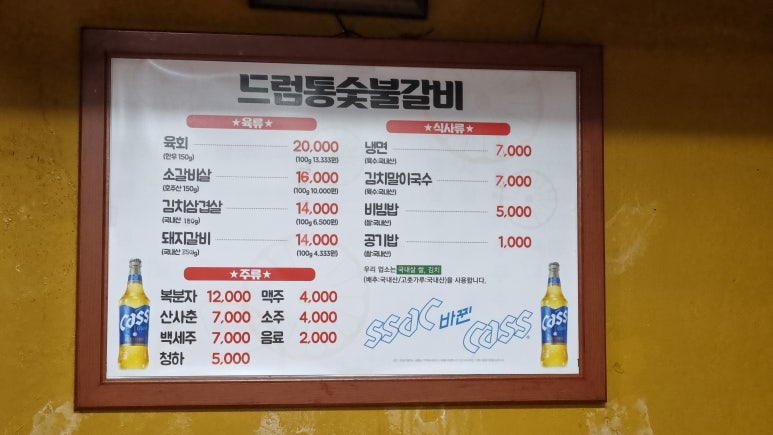 드럼통숯불갈비
★육류★
육회 20,000
(한우 150g) (100g 13,333원)
소갈비살 16,000
(호주산 150g) (100g 10,000원)
김치삼겹살 14,000
(국내산 180g) (100g 6,500원)
돼지갈비 14,000
(국내산 350g) (100g 4,333원)
★식사류★
냉면 7,000
(육수:국내산)
김치말이국수 7,000
(육수:국내산)
비빔밥 5,000
(쌀:국내산)
공기밥 1,000
(쌀:국내산)
우리 업소는 국내살 쌀, 김치
(배추:국내산/고춧가루:국내산)을 사용합니다.
★주류★
복분자 12,000 맥주 4,000
산사춘 7,000 소주 4,000
백세주 7,000 음료 2,000
청하 5,000
ssac 바꾼 Cass
Cass
Cass